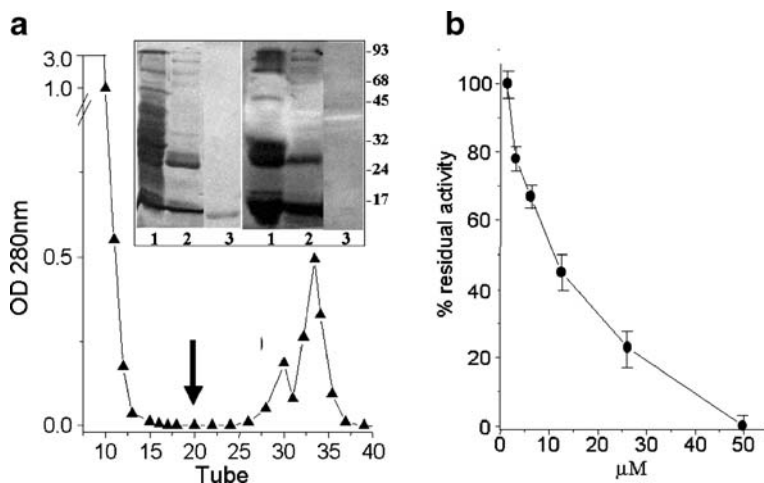 a
b
3.0
1.0
0.5
0.0
OD 280nm
10 15 20 25 30 35 40
Tube
-93
-68
-45
-32
-24
-17
1 2 3 1 2 3
100
80
60
40
20
0
% residual activity
0 10 20 30 40 50
µM